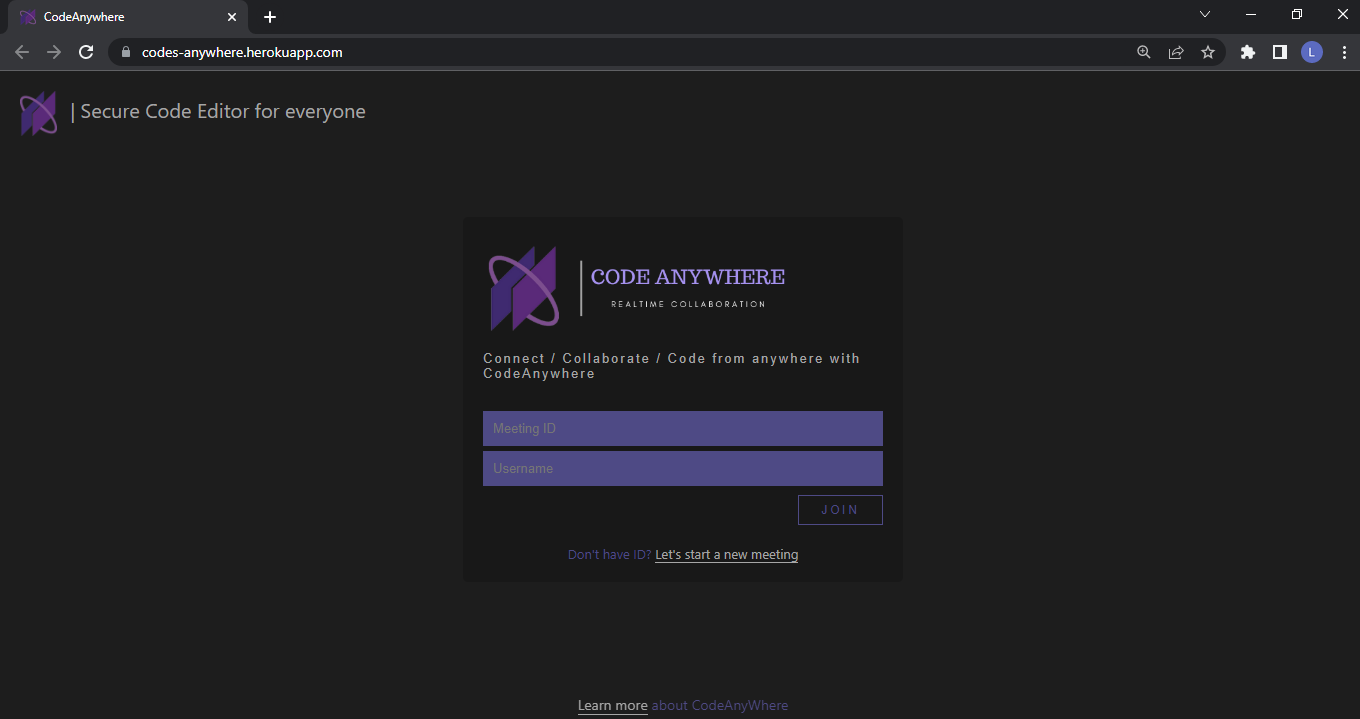 CodeAnywhere
codes-anywhere.herokuapp.com
L
| Secure Code Editor for everyone
CODE ANYWHERE
REALTIME COLLABORATION
Connect / Collaborate / Code from anywhere with
CodeAnywhere
Meeting ID
Username
JOIN
Don't have ID? Let's start a new meeting
Learn more about CodeAnyWhere